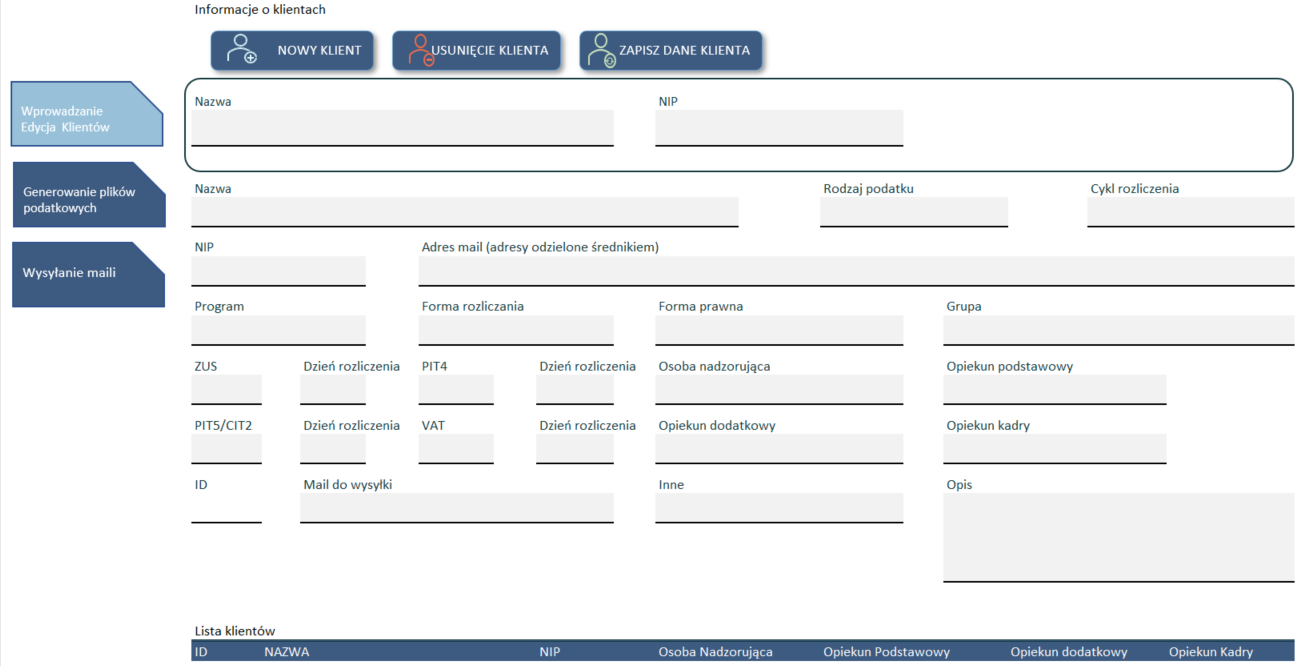 Informacje o klientach
NOWY KLIENT USUNIĘCIE KLIENTA ZAPISZ DANE KLIENTA
Wprowadzanie
Edycja Klientów
Generowanie plików
podatkowych
Wysyłanie maili
Nazwa NIP
Nazwa Rodzaj podatku Cykl rozliczenia
NIP Adres mail (adresy odzielone średnikiem)
Program Forma rozliczania Forma prawna Grupa
ZUS Dzień rozliczenia PIT4 Dzień rozliczenia Osoba nadzorująca Opiekun podstawowy
PIT5/CIT2 Dzień rozliczenia VAT Dzień rozliczenia Opiekun dodatkowy Opiekun kadry
ID Mail do wysyłki Inne Opis
Lista klientów
ID NAZWA NIP Osoba Nadzorująca Opiekun Podstawowy Opiekun dodatkowy Opiekun Kadry